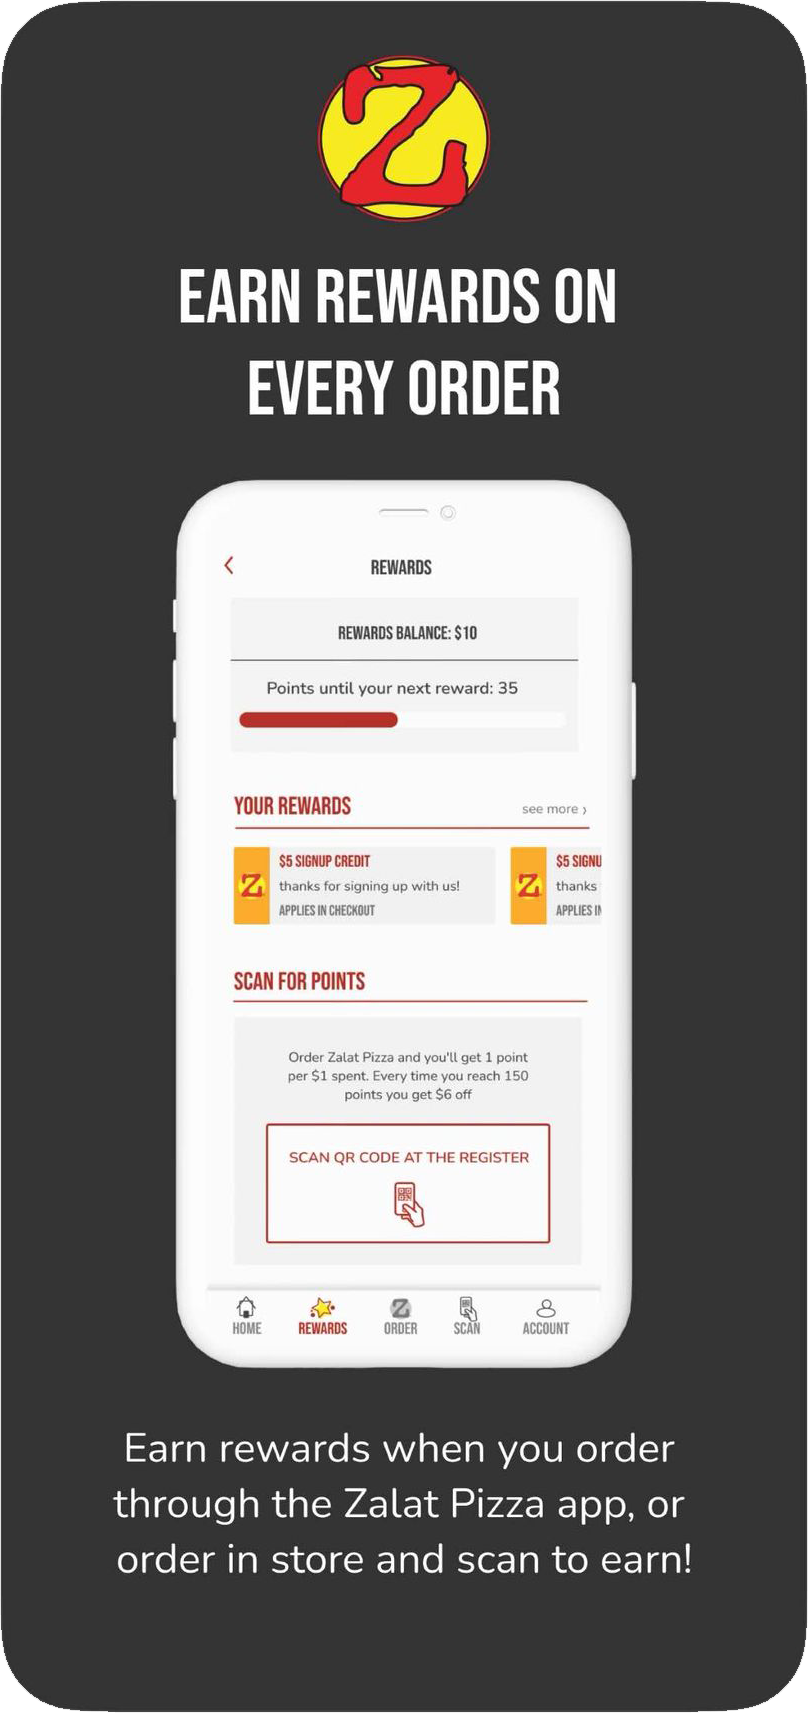 Z
EARN REWARDS ON
EVERY ORDER
REWARDS
REWARDS BALANCE: $10
Points until your next reward: 35
YOUR REWARDS
see more ›
Z
$5 SIGNUP CREDIT
thanks for signing up with us!
APPLIES IN CHECKOUT
Z
$5 SIGNU
thanks
APPLIES IN
SCAN FOR POINTS
Order Zalat Pizza and you'll get 1 point
per $1 spent. Every time you reach 150
points you get $6 off
SCAN QR CODE AT THE REGISTER
HOME
REWARDS
Z
ORDER
SCAN
ACCOUNT
Earn rewards when you order
through the Zalat Pizza app, or
order in store and scan to earn!